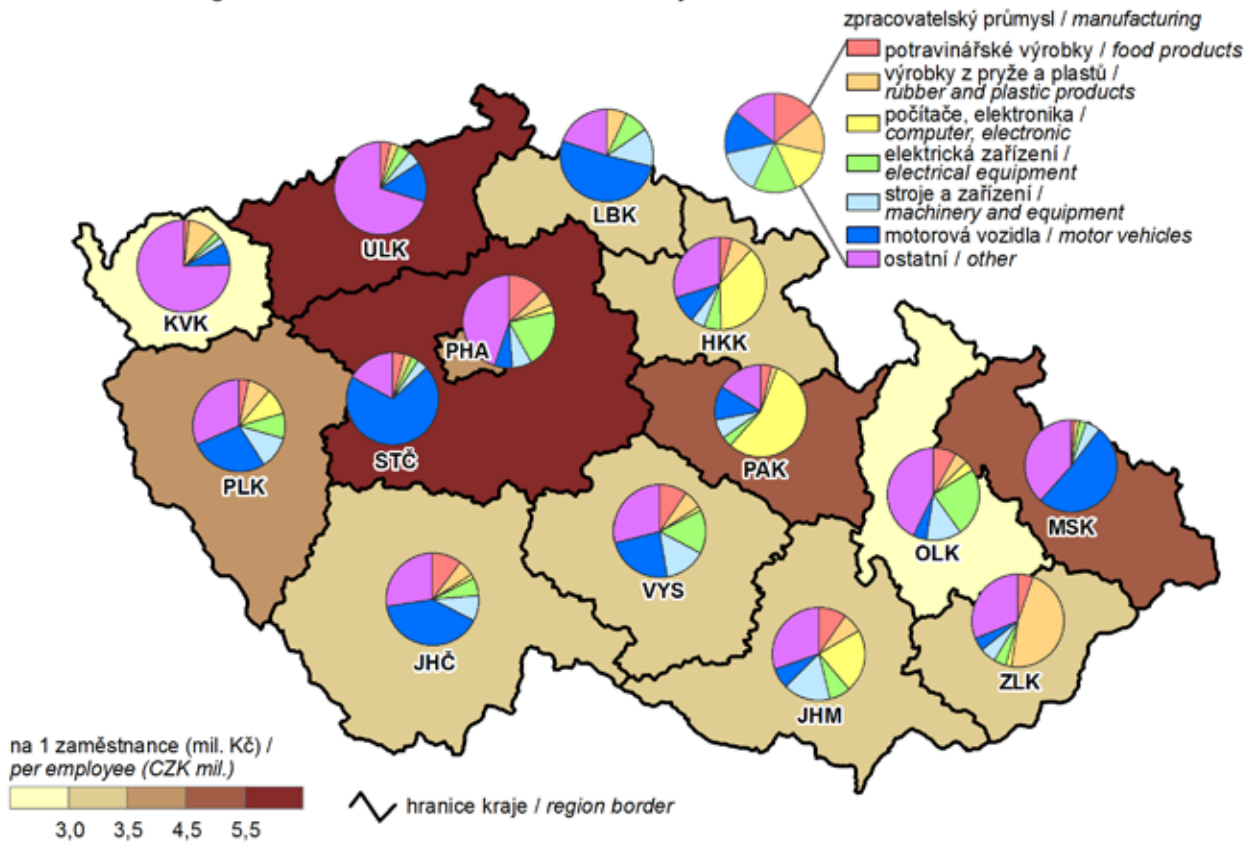 zpracovatelský průmysl / manufacturing
potravinářské výrobky / food products
výrobky z pryže a plastů /
rubber and plastic products
počítače, elektronika /
computer, electronic
elektrická zařízení /
electrical equipment
stroje a zařízení /
machinery and equipment
motorová vozidla / motor vehicles
ostatní / other
LBK
ULK
KVK
HKK
PHA
STČ
PAK
PLK
MSK
OLK
VYS
JHČ
ZLK
JHM
na 1 zaměstnance (mil. Kč) /
per employee (CZK mil.)
3,0 3,5 4,5 5,5
hranice kraje / region border